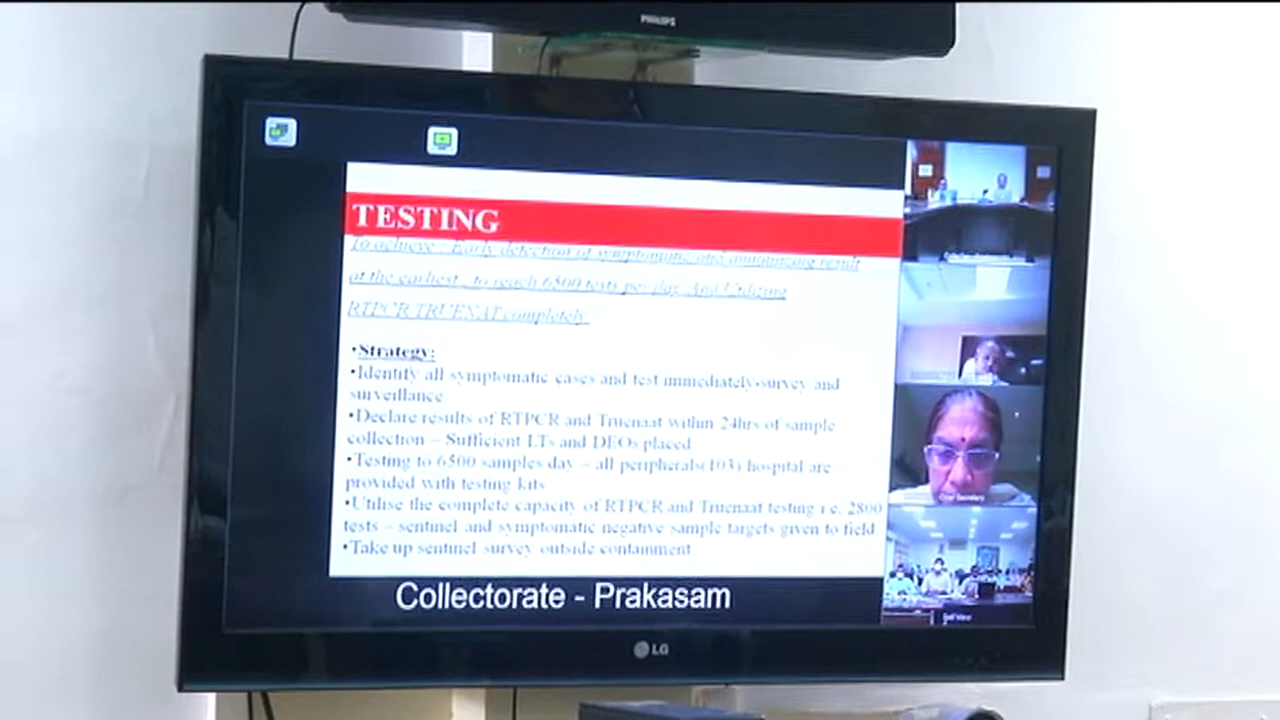 PHILIPS
TESTING
To achieve : Early detection of symptomatic and announcing result
at the earliest , to reach 6500 tests per day. And Utilizing
RTPCR TRUENAT completely.
•Strategy:
•Identify all symptomatic cases and test immediately-survey and
surveillance
•Declare results of RTPCR and Truenaat within 24hrs of sample
collection – Sufficient LTs and DEOs placed
•Testing to 6500 samples day – all peripherals(103) hospital are
provided with testing kits
•Utilise the complete capacity of RTPCR and Truenaat testing i e, 2800
tests – sentinel and symptomatic negative sample targets given to field
•Take up sentinel survey outside containment
Collectorate - Prakasam
Chief Secretary
Self View
LG